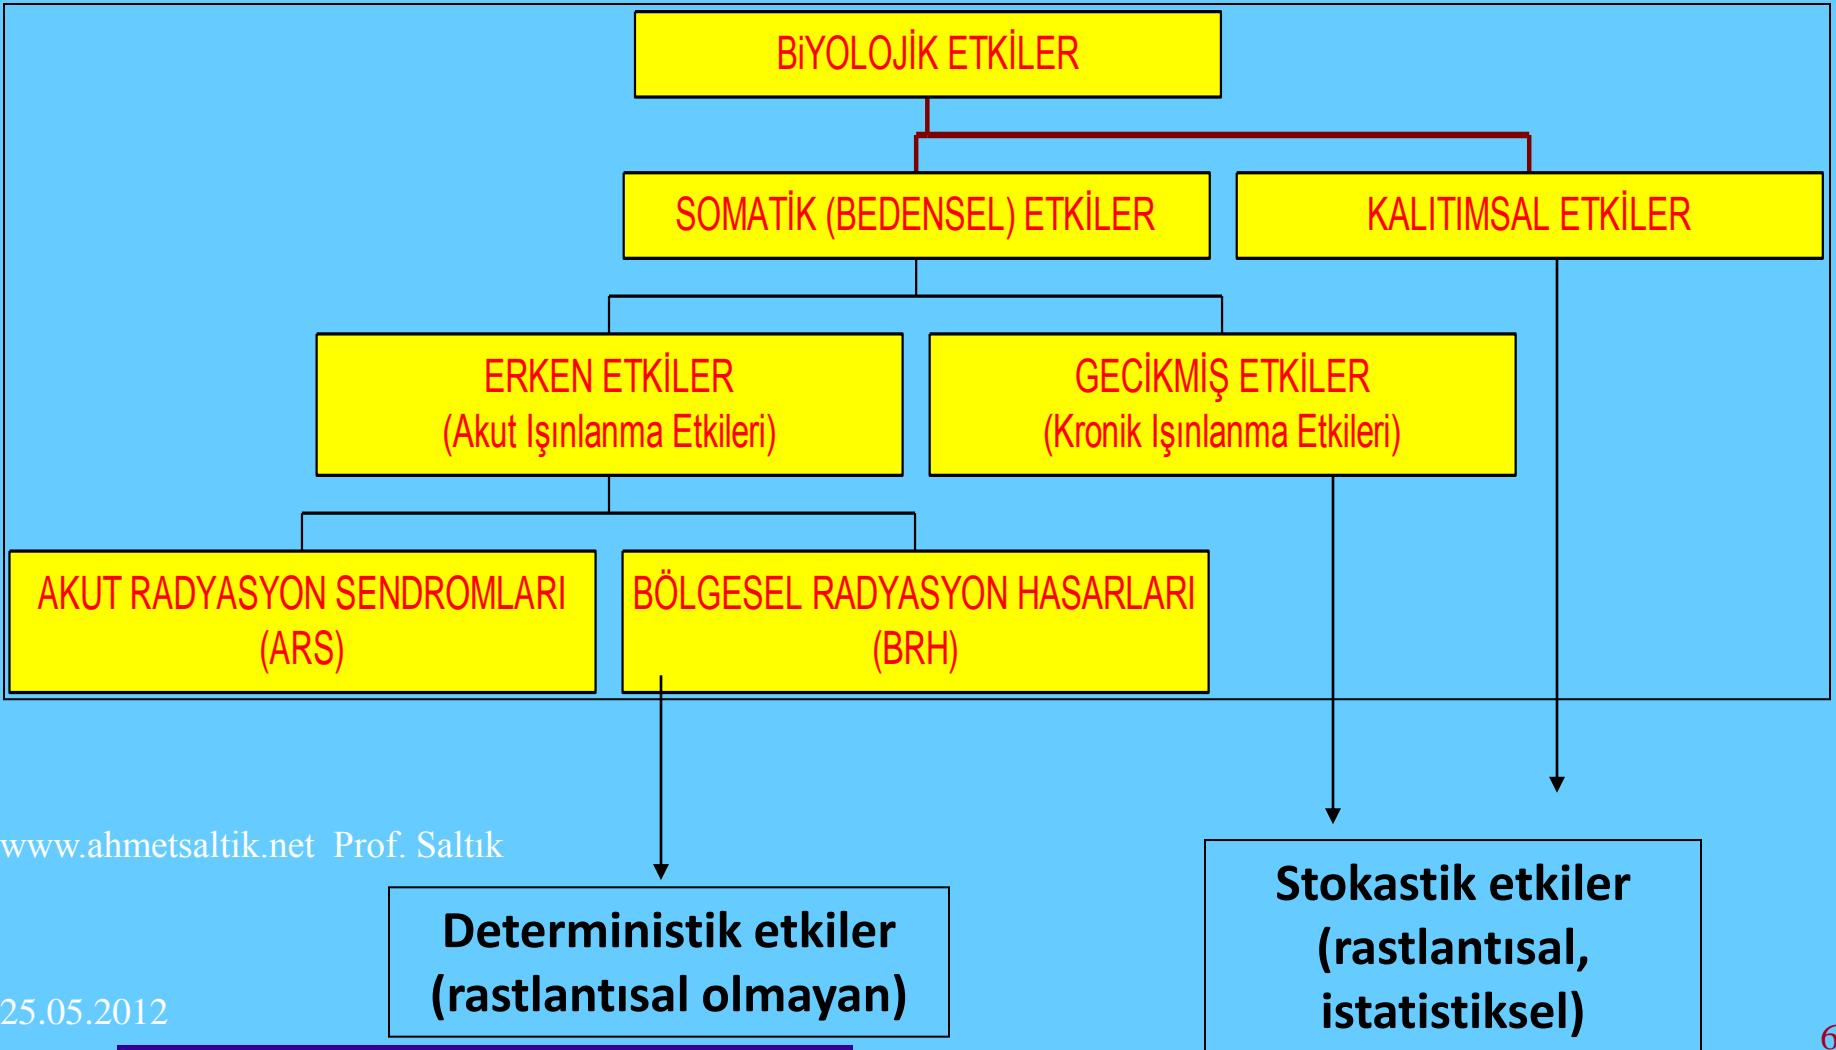 BiYOLOJİK ETKİLER
SOMATİK (BEDENSEL) ETKİLER
KALITIMSAL ETKİLER
ERKEN ETKİLER
(Akut Işınlanma Etkileri)
GECİKMİŞ ETKİLER
(Kronik Işınlanma Etkileri)
AKUT RADYASYON SENDROMLARI
(ARS)
BÖLGESEL RADYASYON HASARLARI
(BRH)
www.ahmetsaltik.net Prof. Saltık
Deterministik etkiler
(rastlantısal olmayan)
Stokastik etkiler
(rastlantısal,
istatistiksel)
25.05.2012
6